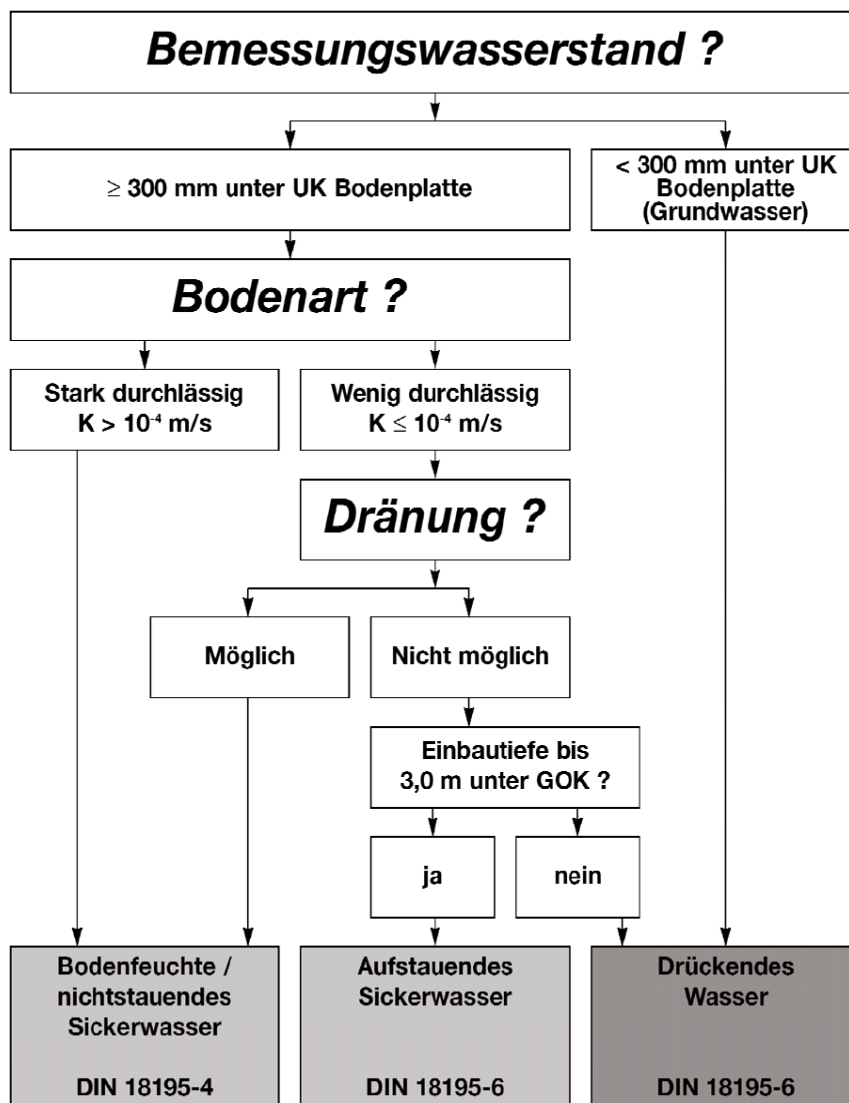 Bemessungswasserstand ?
≥ 300 mm unter UK Bodenplatte
< 300 mm unter UK
Bodenplatte
(Grundwasser)
Bodenart ?
Stark durchlässig
K > 10⁻⁴ m/s
Wenig durchlässig
K ≤ 10⁻⁴ m/s
Dränung ?
Möglich
Nicht möglich
Einbautiefe bis
3,0 m unter GOK ?
ja
nein
Bodenfeuchte /
nichtstauendes
Sickerwasser
DIN 18195-4
Aufstauendes
Sickerwasser
DIN 18195-6
Drückendes
Wasser
DIN 18195-6